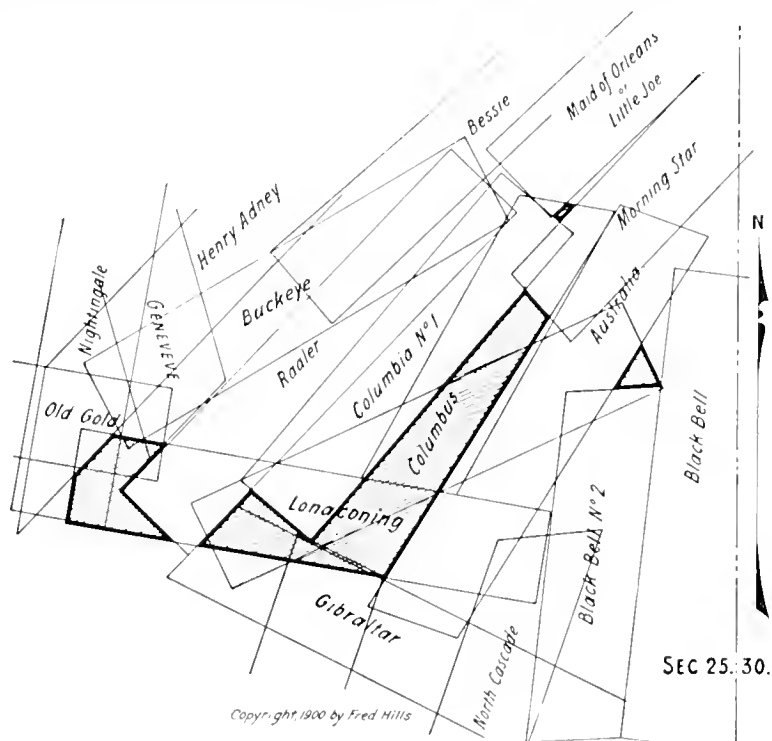 Maid of Orleans
or
Little Joe
Bessie
Morning Star
Henry Adney
N
Nightingale
GENEVEVE
Buckeye
Australia
Raaler
Columbia Nº 1
Old Gold
Columbus
Black Bell
Lonaconing
Black Bell Nº 2
Gibraltar
North Cascade
SEC 25. 30.
Copyright, 1900 by Fred Hills